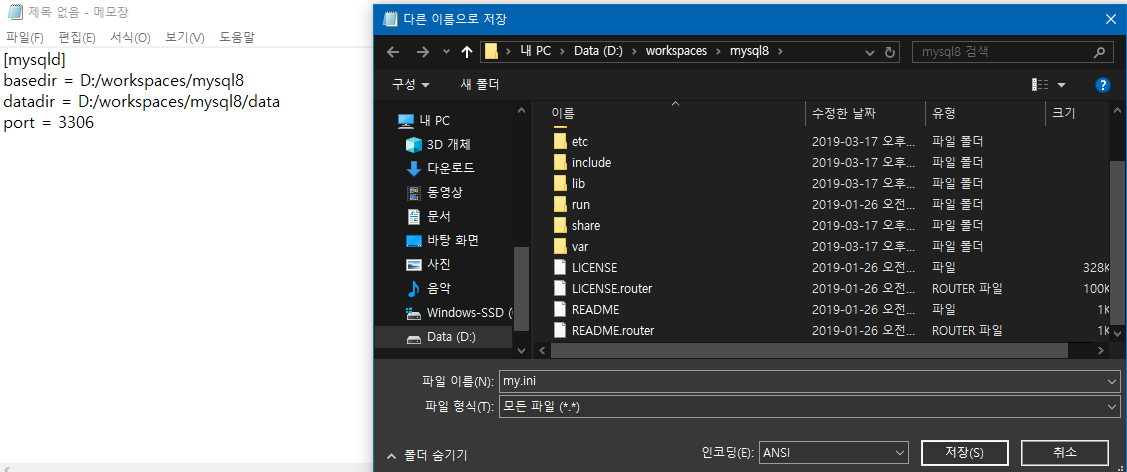 제목 없음 - 메모장
파일(F) 편집(E) 서식(O) 보기(V) 도움말
[mysqld]
basedir = D:/workspaces/mysql8
datadir = D:/workspaces/mysql8/data
port = 3306
다른 이름으로 저장
내 PC > Data (D:) > workspaces > mysql8 >
mysql8 검색
구성 새 폴더
내 PC
3D 개체
다운로드
동영상
문서
바탕 화면
사진
음악
Windows-SSD (
Data (D:)
이름 수정한 날짜 유형 크기
etc 2019-03-17 오후... 파일 폴더
include 2019-03-17 오후... 파일 폴더
lib 2019-03-17 오후... 파일 폴더
run 2019-01-26 오전... 파일 폴더
share 2019-03-17 오후... 파일 폴더
var 2019-03-17 오후... 파일 폴더
LICENSE 2019-01-26 오전... 파일 328K
LICENSE.router 2019-01-26 오전... ROUTER 파일 100K
README 2019-01-26 오전... 파일 1K
README.router 2019-01-26 오전... ROUTER 파일 1K
파일 이름(N): my.ini
파일 형식(T): 모든 파일 (*.*)
폴더 숨기기
인코딩(E): ANSI
저장(S)
취소